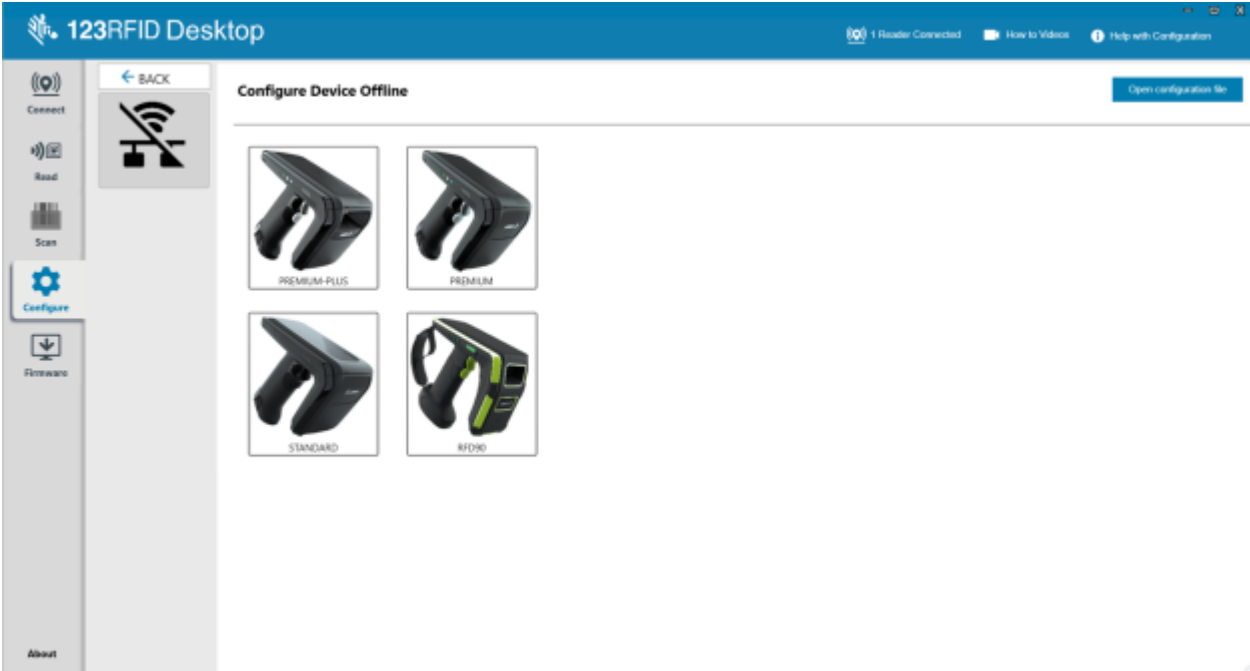 123RFID Desktop
1 Reader Connected
How to Videos
Help with Configuration
Connect
Read
Scan
Configure
Firmware
About
BACK
Configure Device Offline
Open configuration file
PREMIUM-PLUS
PREMIUM
STANDARD
RFD90